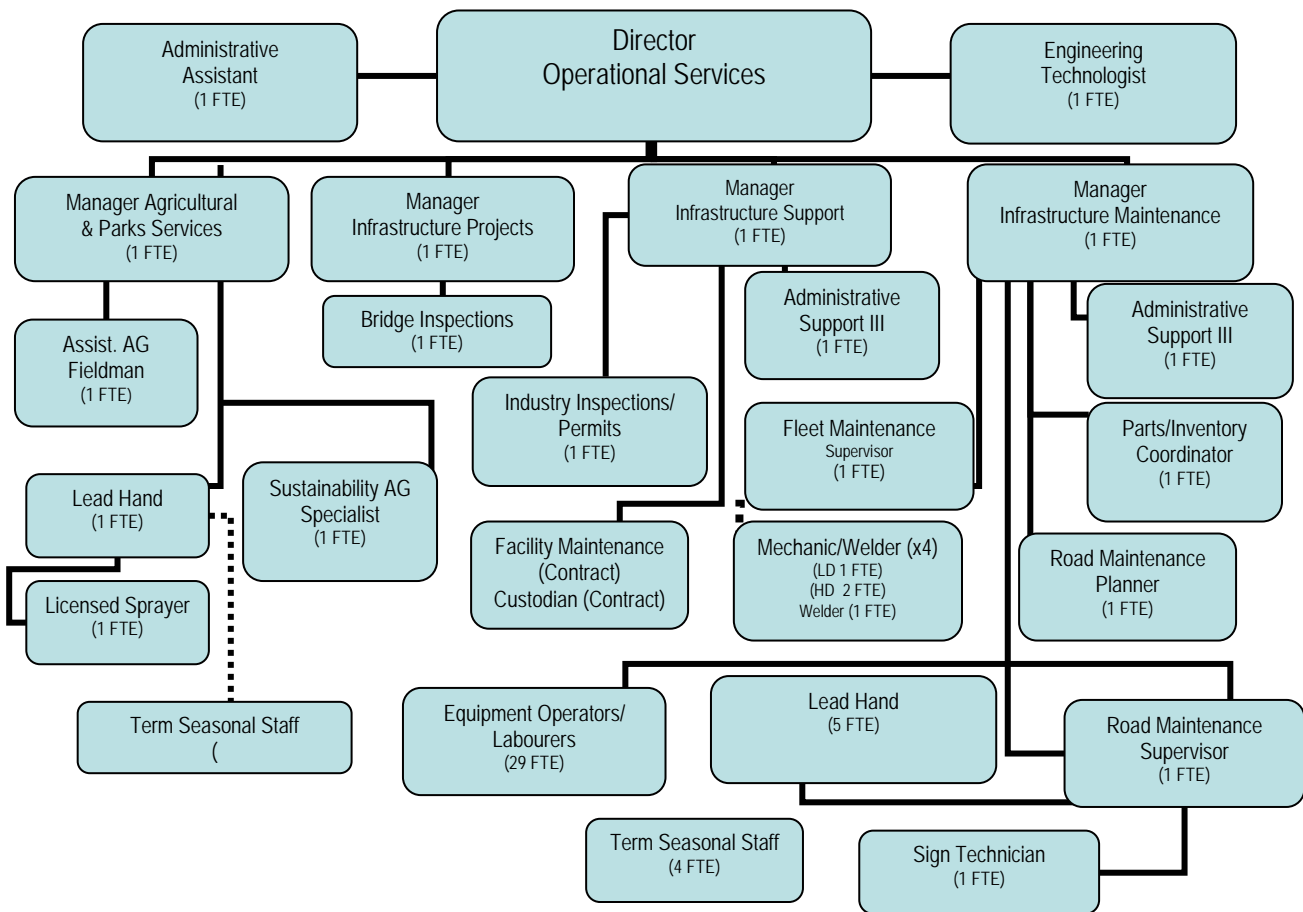 Administrative
Assistant
(1 FTE)
Director
Operational Services
Engineering
Technologist
(1 FTE)
Manager Agricultural
& Parks Services
(1 FTE)
Manager
Infrastructure Projects
(1 FTE)
Manager
Infrastructure Support
(1 FTE)
Manager
Infrastructure Maintenance
(1 FTE)
Assist. AG
Fieldman
(1 FTE)
Bridge Inspections
(1 FTE)
Administrative
Support III
(1 FTE)
Administrative
Support III
(1 FTE)
Industry Inspections/
Permits
(1 FTE)
Fleet Maintenance
Supervisor
(1 FTE)
Parts/Inventory
Coordinator
(1 FTE)
Lead Hand
(1 FTE)
Sustainability AG
Specialist
(1 FTE)
Facility Maintenance
(Contract)
Custodian (Contract)
Mechanic/Welder (x4)
(LD 1 FTE)
(HD 2 FTE)
Welder (1 FTE)
Road Maintenance
Planner
(1 FTE)
Licensed Sprayer
(1 FTE)
Term Seasonal Staff
(
Equipment Operators/
Labourers
(29 FTE)
Lead Hand
(5 FTE)
Road Maintenance
Supervisor
(1 FTE)
Term Seasonal Staff
(4 FTE)
Sign Technician
(1 FTE)